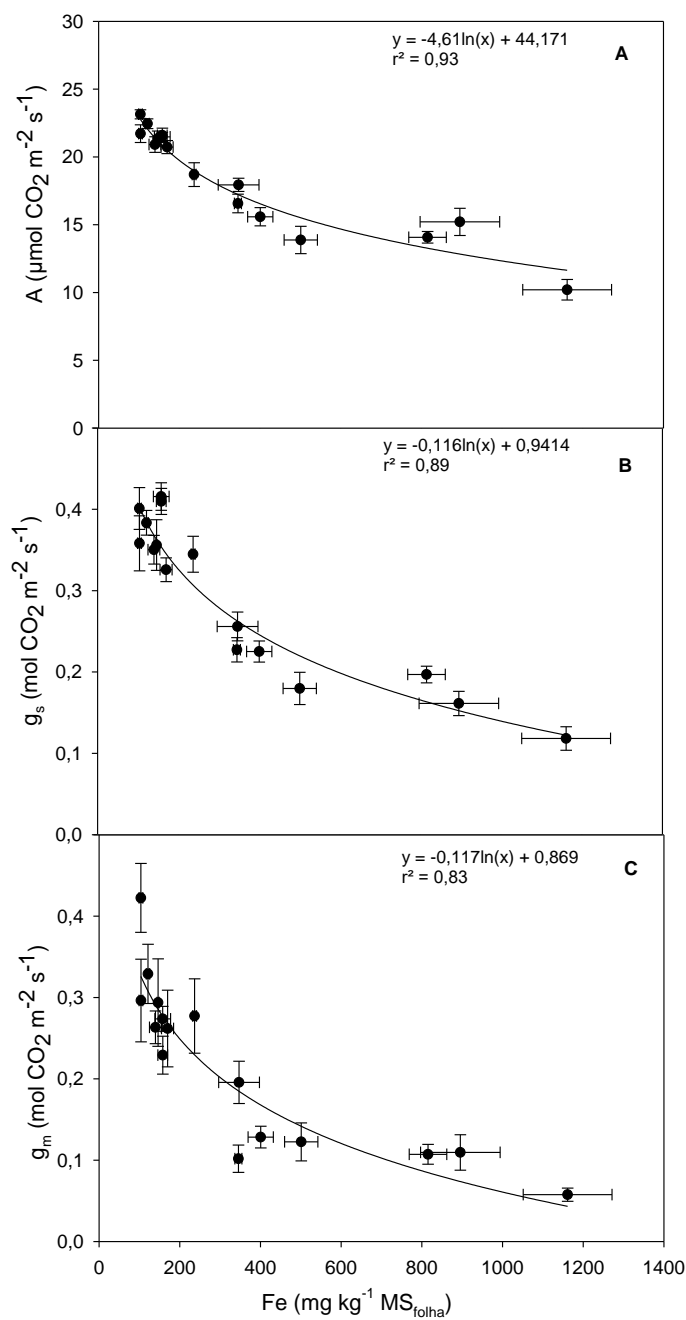 y = -4,61ln(x) + 44,171
r² = 0,93
A
30
25
20
15
10
5
0
A (µmol CO₂ m⁻² s⁻¹)
y = -0,116ln(x) + 0,9414
r² = 0,89
B
0,4
0,3
0,2
0,1
0,0
gₛ (mol CO₂ m⁻² s⁻¹)
y = -0,117ln(x) + 0,869
r² = 0,83
C
0,4
0,3
0,2
0,1
0,0
gₘ (mol CO₂ m⁻² s⁻¹)
0 200 400 600 800 1000 1200 1400
Fe (mg kg⁻¹ MS_folha)